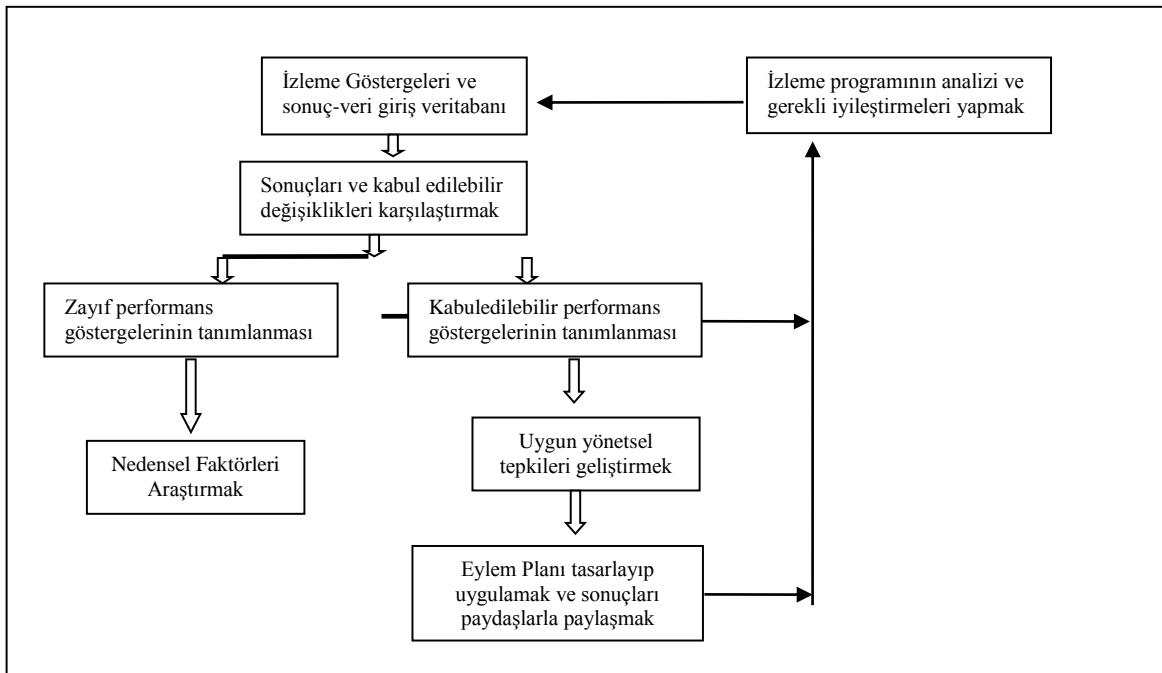 İzleme Göstergeleri ve
sonuç-veri giriş veritabanı
İzleme programının analizi ve
gerekli iyileştirmeleri yapmak
Sonuçları ve kabul edilebilir
değişiklikleri karşılaştırmak
Zayıf performans
göstergelerinin tanımlanması
Kabuledilebilir performans
göstergelerinin tanımlanması
Nedensel Faktörleri
Araştırmak
Uygun yönetsel
tepkileri geliştirmek
Eylem Planı tasarlayıp
uygulamak ve sonuçları
paydaşlarla paylaşmak